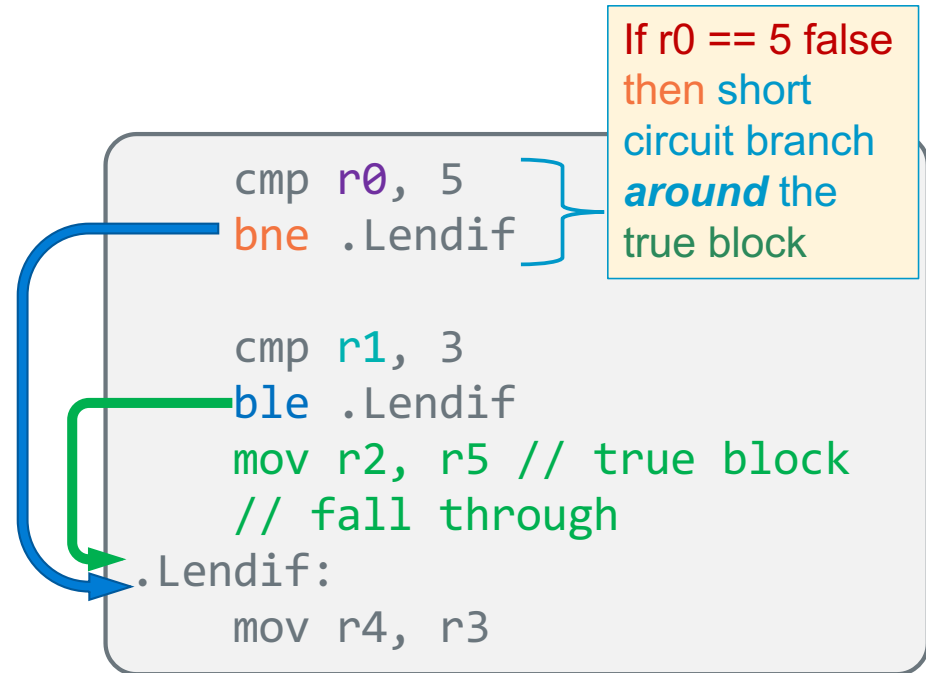 If r0 == 5 false
then short
circuit branch
around the
true block
cmp r0, 5
bne .Lendif
cmp r1, 3
ble .Lendif
mov r2, r5 // true block
// fall through
.Lendif:
mov r4, r3